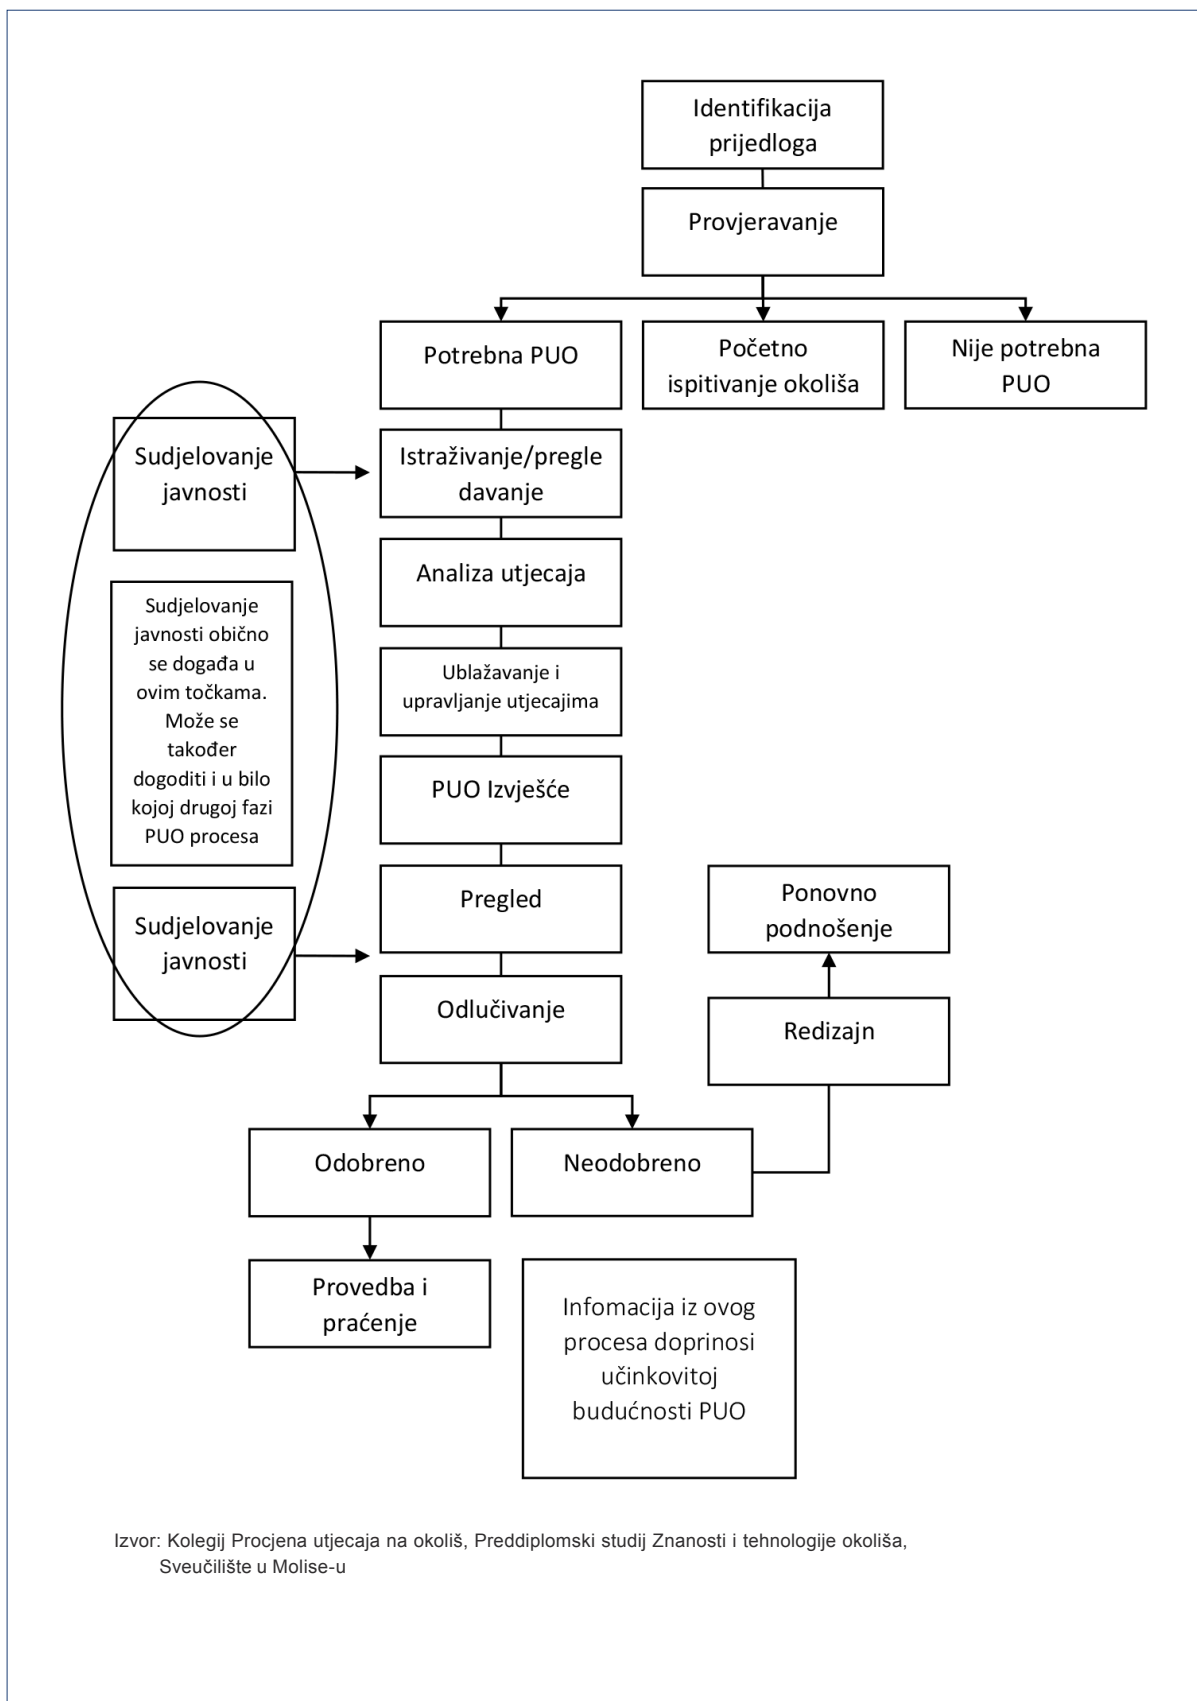 Identifikacija
prijedloga
Provjeravanje
Potrebna PUO
Početno
ispitivanje okoliša
Nije potrebna
PUO
Sudjelovanje
javnosti
Istraživanje/pregle
davanje
Analiza utjecaja
Sudjelovanje
javnosti obično
se događa u
ovim točkama.
Može se
također
dogoditi i u bilo
kojoj drugoj fazi
PUO procesa
Ublažavanje i
upravljanje utjecajima
PUO Izvješće
Pregled
Ponovno
podnošenje
Sudjelovanje
javnosti
Odlučivanje
Redizajn
Odobreno
Neodobreno
Provedba i
praćenje
Infomacija iz ovog
procesa doprinosi
učinkovitoj
budućnosti PUO
Izvor: Kolegij Procjena utjecaja na okoliš, Preddiplomski studij Znanosti i tehnologije okoliša,
Sveučilište u Molise-u